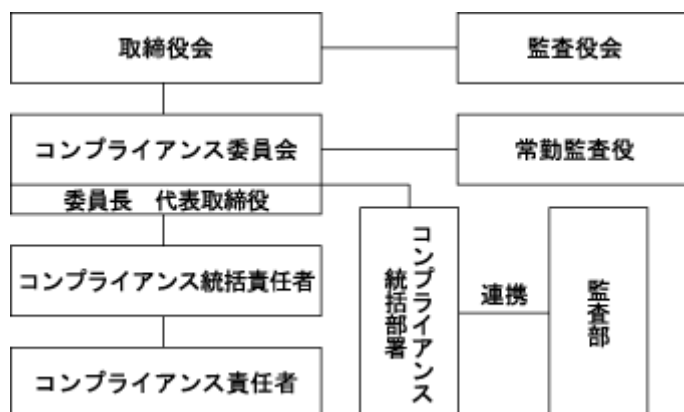 取締役会
監査役会
コンプライアンス委員会
常勤監査役
委員長　代表取締役
コンプライアンス統括責任者
コンプライアンス
統括部署
連携
監査部
コンプライアンス責任者